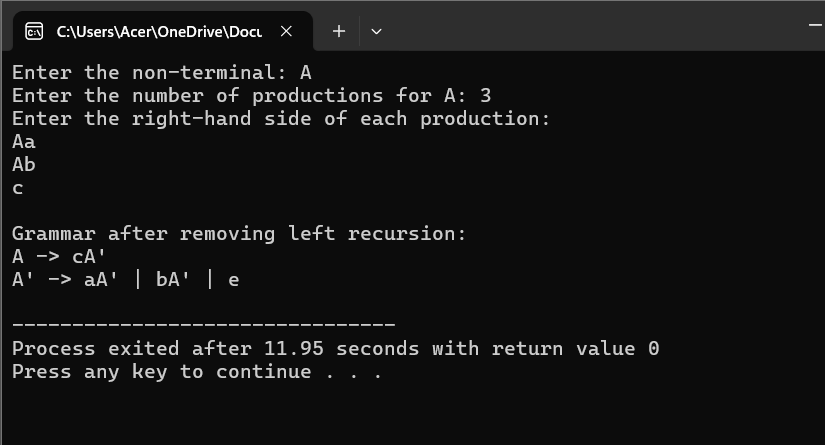 C:\Users\Acer\OneDrive\Docu
Enter the non-terminal: A
Enter the number of productions for A: 3
Enter the right-hand side of each production:
Aa
Ab
c
Grammar after removing left recursion:
A -> cA'
A' -> aA' | bA' | e
--------------------------------
Process exited after 11.95 seconds with return value 0
Press any key to continue . . .